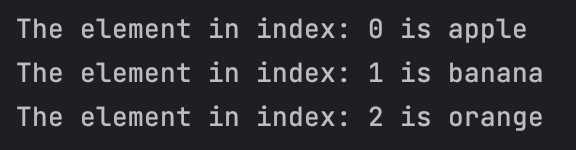 The element in index: 0 is apple
The element in index: 1 is banana
The element in index: 2 is orange